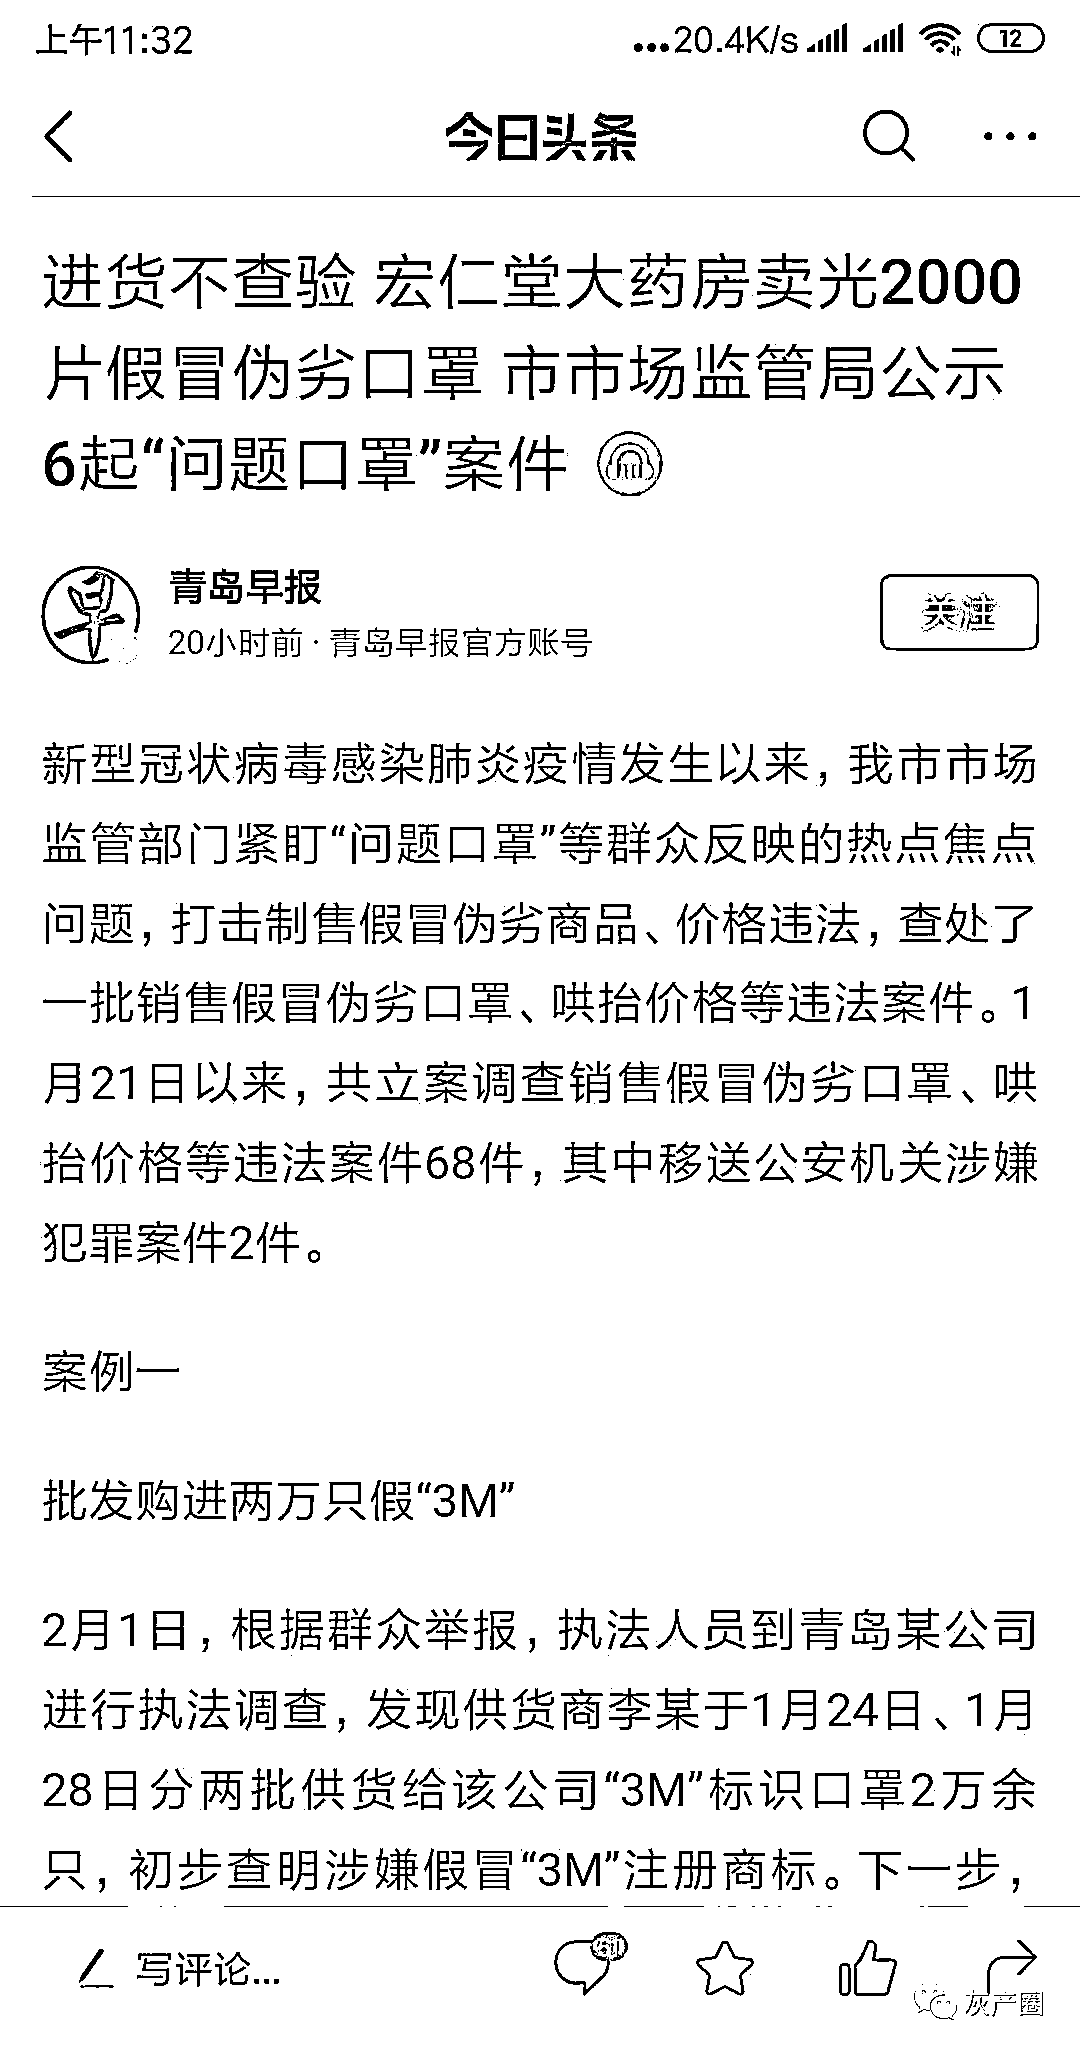 上午11:32
...20.4K/s
12
今日头条
进货不查验 宏仁堂大药房卖光2000
片假冒伪劣口罩 市市场监管局公示
6起“问题口罩”案件
早
青岛早报
20小时前·青岛早报官方账号
关注
新型冠状病毒感染肺炎疫情发生以来，我市市场
监管部门紧盯“问题口罩”等群众反映的热点焦点
问题，打击制售假冒伪劣商品、价格违法，查处了
一批销售假冒伪劣口罩、哄抬价格等违法案件。1
月21日以来，共立案调查销售假冒伪劣口罩、哄
抬价格等违法案件68件，其中移送公安机关涉嫌
犯罪案件2件。
案例一
批发购进两万只假“3M”
2月1日，根据群众举报，执法人员到青岛某公司
进行执法调查，发现供货商李某于1月24日、1月
28日分两批供货给该公司“3M”标识口罩2万余
只，初步查明涉嫌假冒“3M”注册商标。下一步，
写评论...
灰产圈